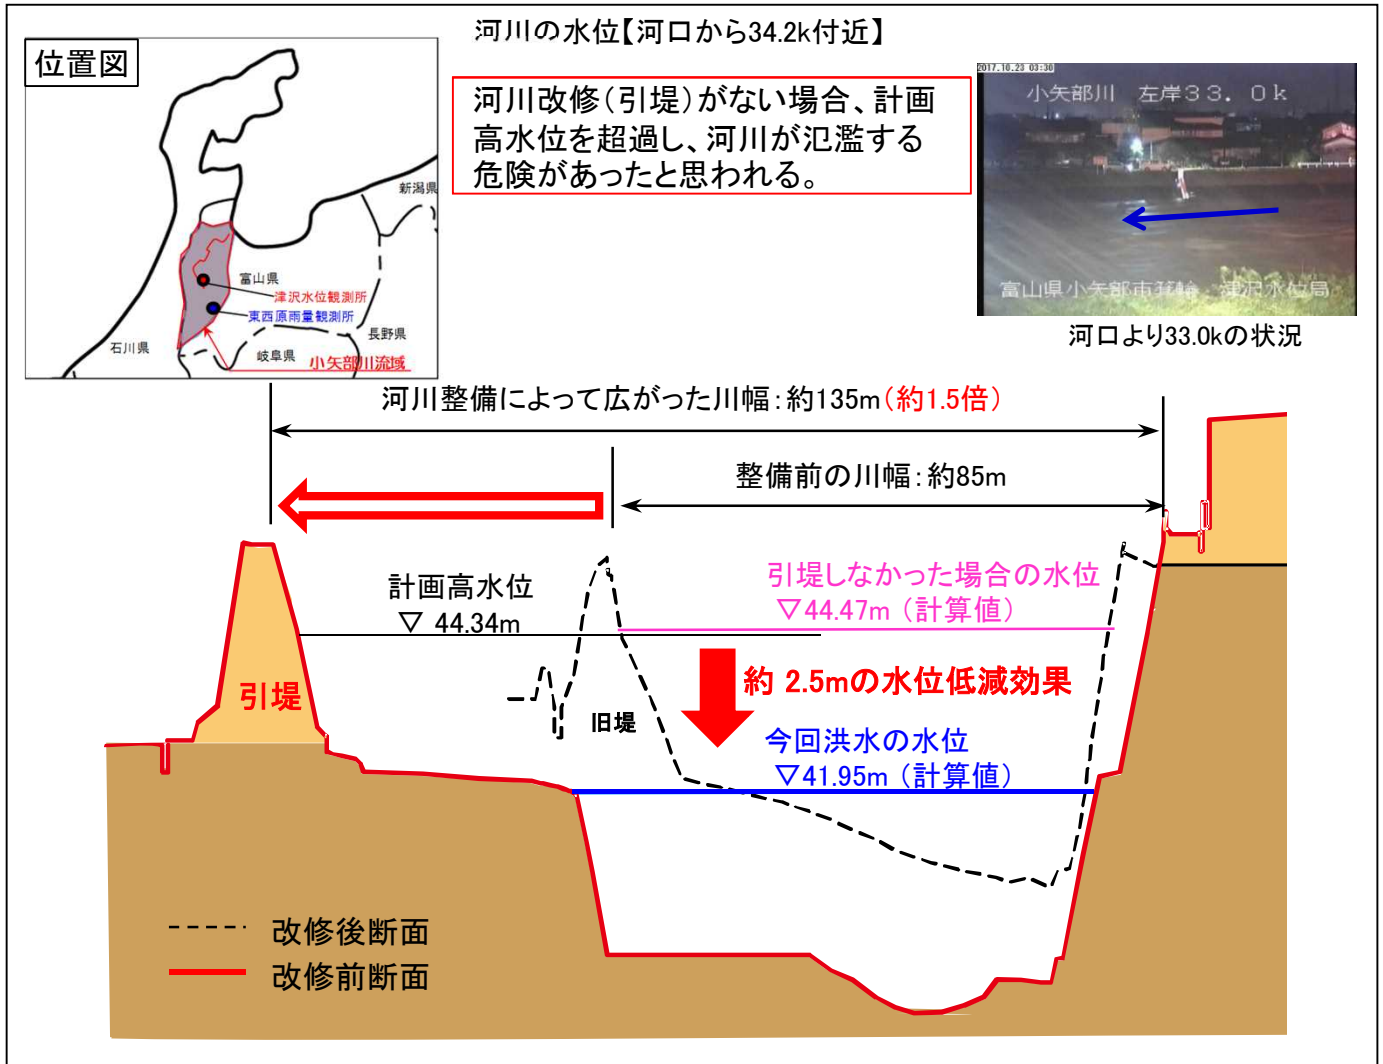 河川の水位【河口から34.2k付近】
位置図
新潟県
富山県
津沢水位観測所
東西原雨量観測所
長野県
石川県
岐阜県
小矢部川流域
河川改修（引堤）がない場合、計画
高水位を超過し、河川が氾濫する
危険があったと思われる。
2017.10.23 03:30
小矢部川 左岸33.0k
富山県小矢部市蓑輪 津沢水位局
河口より33.0kの状況
河川整備によって広がった川幅：約135m（約1.5倍）
整備前の川幅：約85m
計画高水位
▽ 44.34m
引堤しなかった場合の水位
▽44.47m（計算値）
約 2.5mの水位低減効果
引堤
旧堤
今回洪水の水位
▽41.95m（計算値）
改修後断面
改修前断面